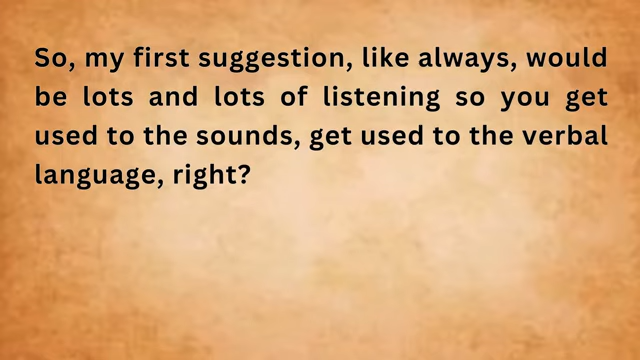 So, my first suggestion, like always, would
be lots and lots of listening so you get
used to the sounds, get used to the verbal
language, right?